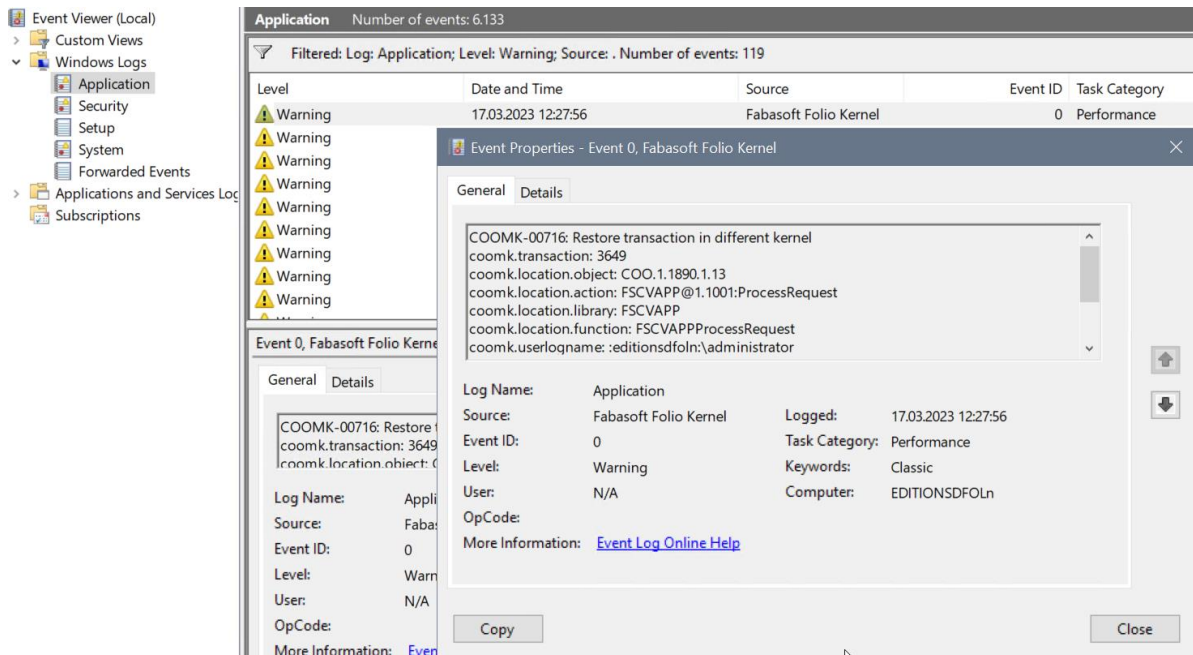 Event Viewer (Local)
Custom Views
Windows Logs
Application
Security
Setup
System
Forwarded Events
Applications and Services Log
Subscriptions
Application Number of events: 6.133
Filtered: Log: Application; Level: Warning; Source: . Number of events: 119
Level Date and Time Source Event ID Task Category
Warning 17.03.2023 12:27:56 Fabasoft Folio Kernel 0 Performance
Warning
Warning
Warning
Warning
Warning
Warning
Warning
Warning
Event 0, Fabasoft Folio Kerne
General Details
COOMK-00716: Restore t
coomk.transaction: 3649
coomk.location.object: C
Log Name: Appli
Source: Fabas
Event ID: 0
Level: Warn
User: N/A
OpCode:
More Information: Even
Event Properties - Event 0, Fabasoft Folio Kernel
General Details
COOMK-00716: Restore transaction in different kernel
coomk.transaction: 3649
coomk.location.object: COO.1.1890.1.13
coomk.location.action: FSCVAPP@1.1001:ProcessRequest
coomk.location.library: FSCVAPP
coomk.location.function: FSCVAPPProcessRequest
coomk.userlogname: :editionsdfoln:\administrator
Log Name: Application
Source: Fabasoft Folio Kernel Logged: 17.03.2023 12:27:56
Event ID: 0 Task Category: Performance
Level: Warning Keywords: Classic
User: N/A Computer: EDITIONSDFOLn
OpCode:
More Information: Event Log Online Help
Copy Close